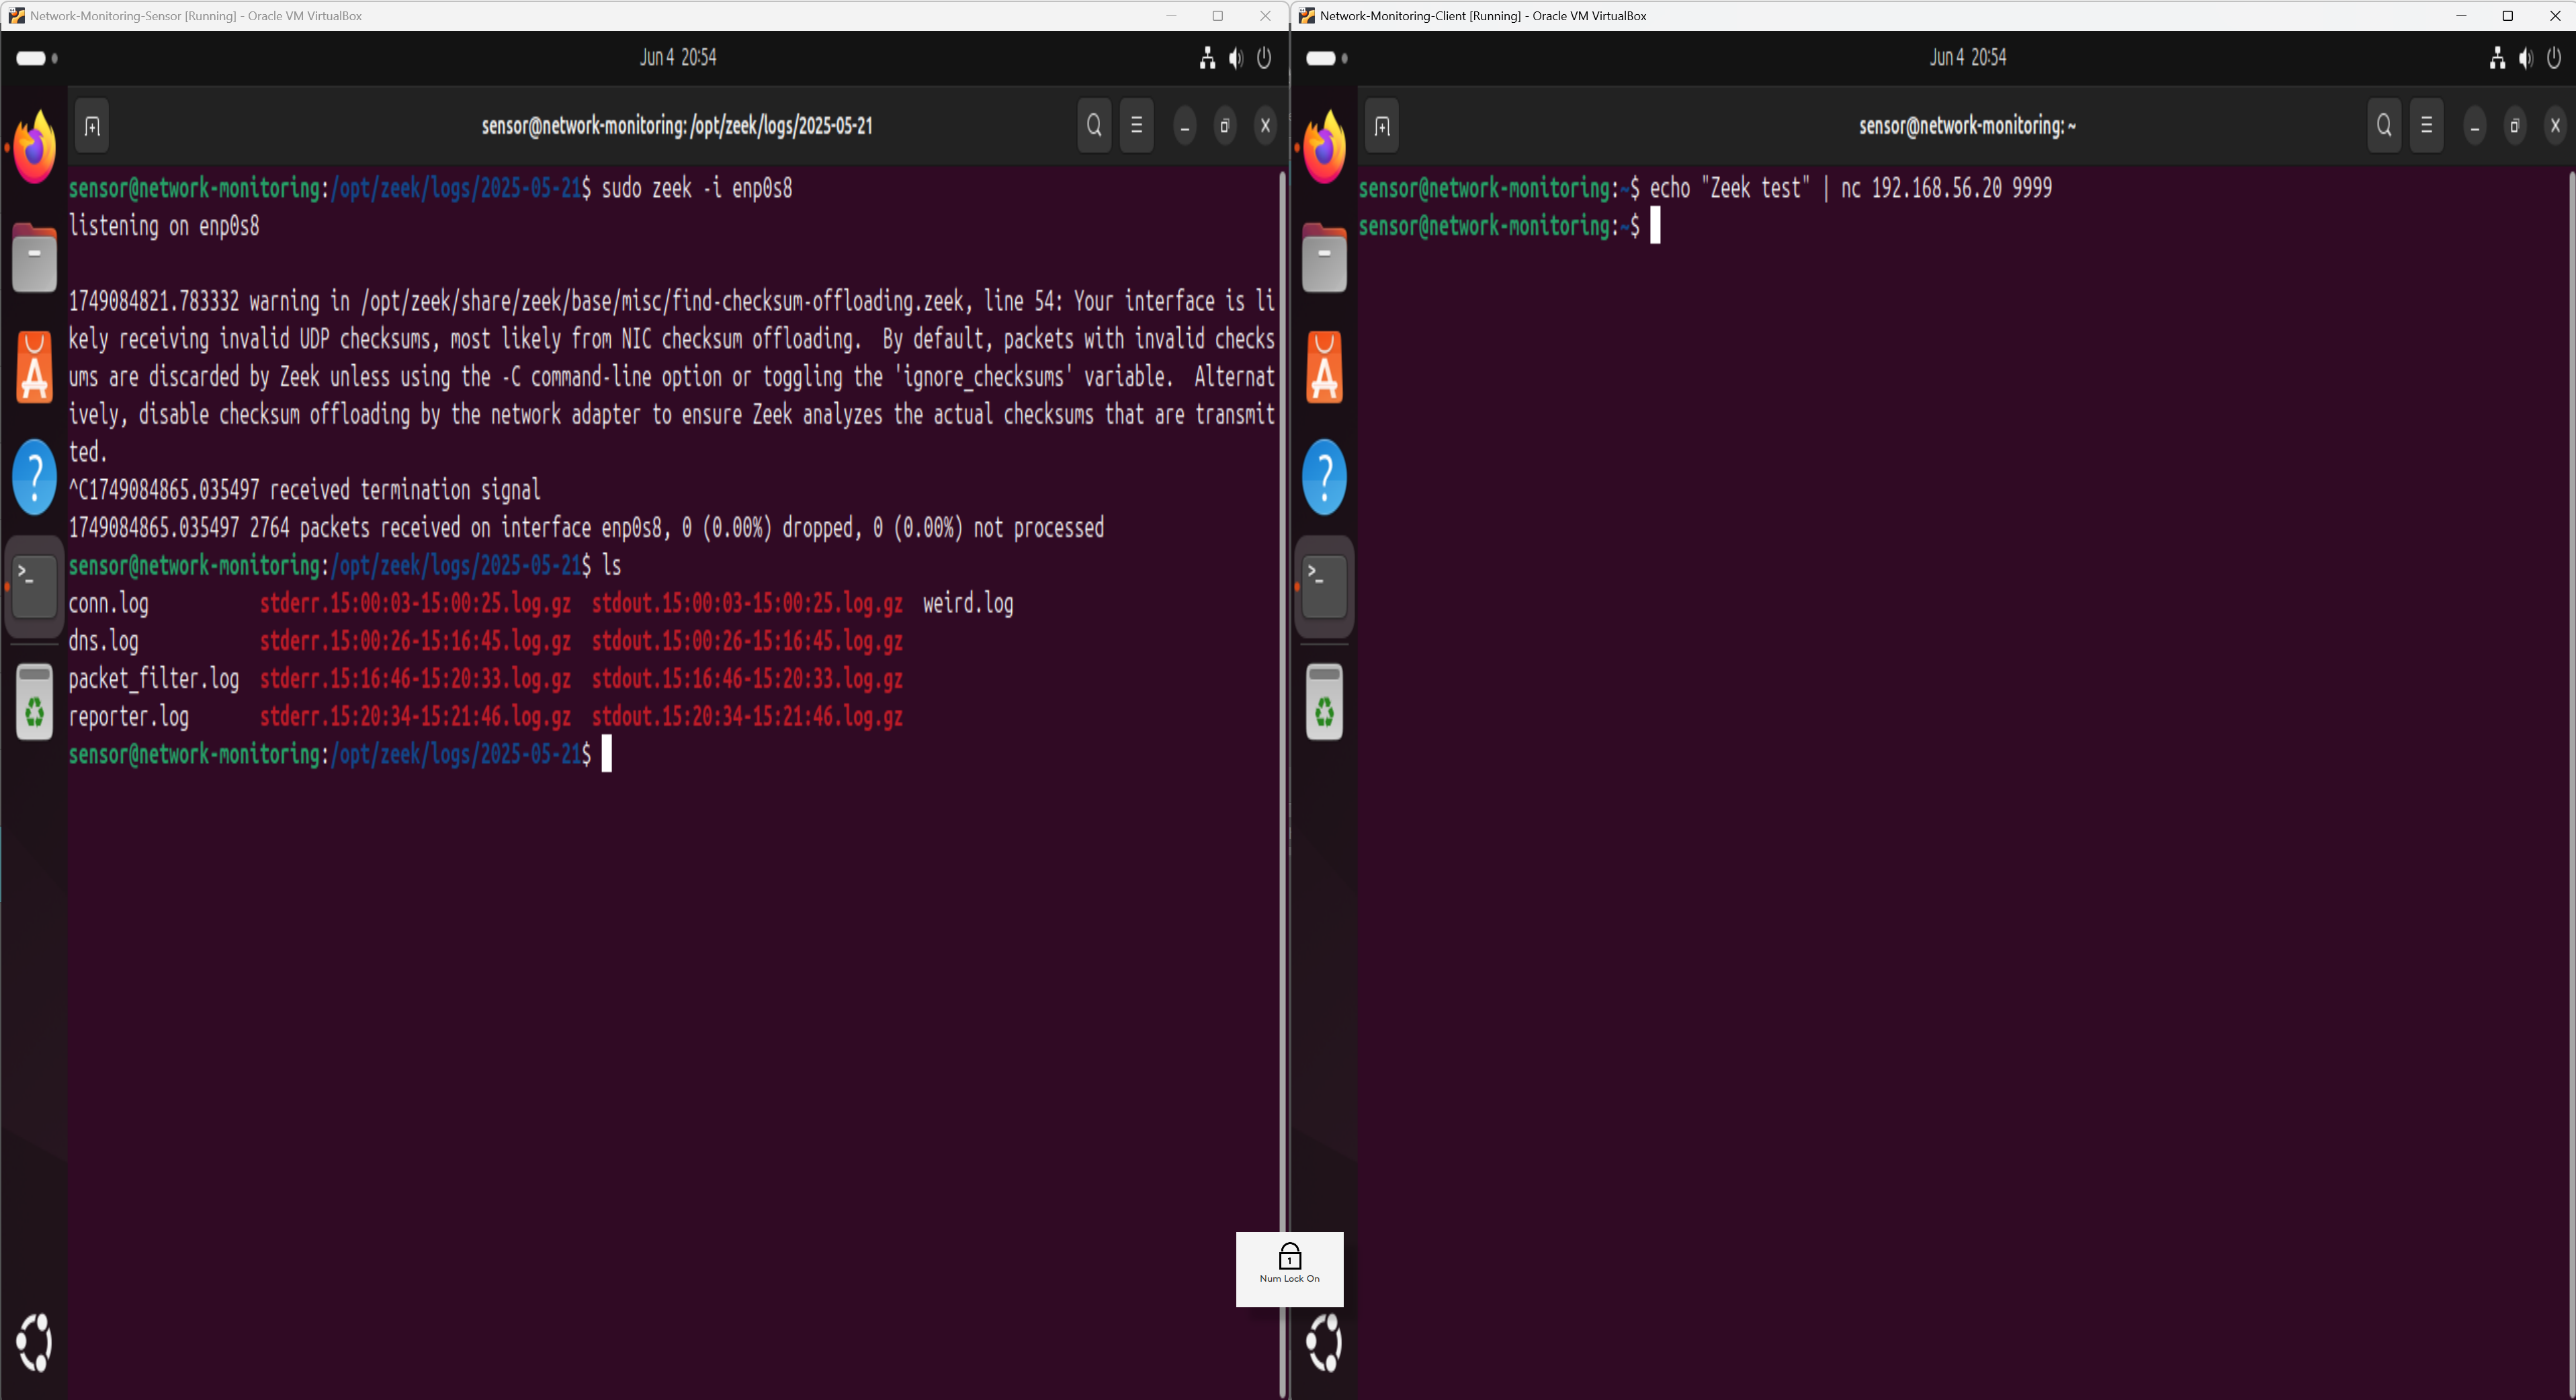 Network-Monitoring-Sensor [Running] - Oracle VM VirtualBox
Jun 4 20:54
sensor@network-monitoring: /opt/zeek/logs/2025-05-21
sensor@network-monitoring:/opt/zeek/logs/2025-05-21$ sudo zeek -i enp0s8
listening on enp0s8
1749084821.783332 warning in /opt/zeek/share/zeek/base/misc/find-checksum-offloading.zeek, line 54: Your interface is li
kely receiving invalid UDP checksums, most likely from NIC checksum offloading.  By default, packets with invalid checks
ums are discarded by Zeek unless using the -C command-line option or toggling the 'ignore_checksums' variable.  Alternat
ively, disable checksum offloading by the network adapter to ensure Zeek analyzes the actual checksums that are transmit
ted.
^C1749084865.035497 received termination signal
1749084865.035497 2764 packets received on interface enp0s8, 0 (0.00%) dropped, 0 (0.00%) not processed
sensor@network-monitoring:/opt/zeek/logs/2025-05-21$ ls
conn.log stderr.15:00:03-15:00:25.log.gz stdout.15:00:03-15:00:25.log.gz weird.log
dns.log stderr.15:00:26-15:16:45.log.gz stdout.15:00:26-15:16:45.log.gz
packet_filter.log stderr.15:16:46-15:20:33.log.gz stdout.15:16:46-15:20:33.log.gz
reporter.log stderr.15:20:34-15:21:46.log.gz stdout.15:20:34-15:21:46.log.gz
sensor@network-monitoring:/opt/zeek/logs/2025-05-21$
Network-Monitoring-Client [Running] - Oracle VM VirtualBox
Jun 4 20:54
sensor@network-monitoring: ~
sensor@network-monitoring:~$ echo "Zeek test" | nc 192.168.56.20 9999
sensor@network-monitoring:~$
1
Num Lock On